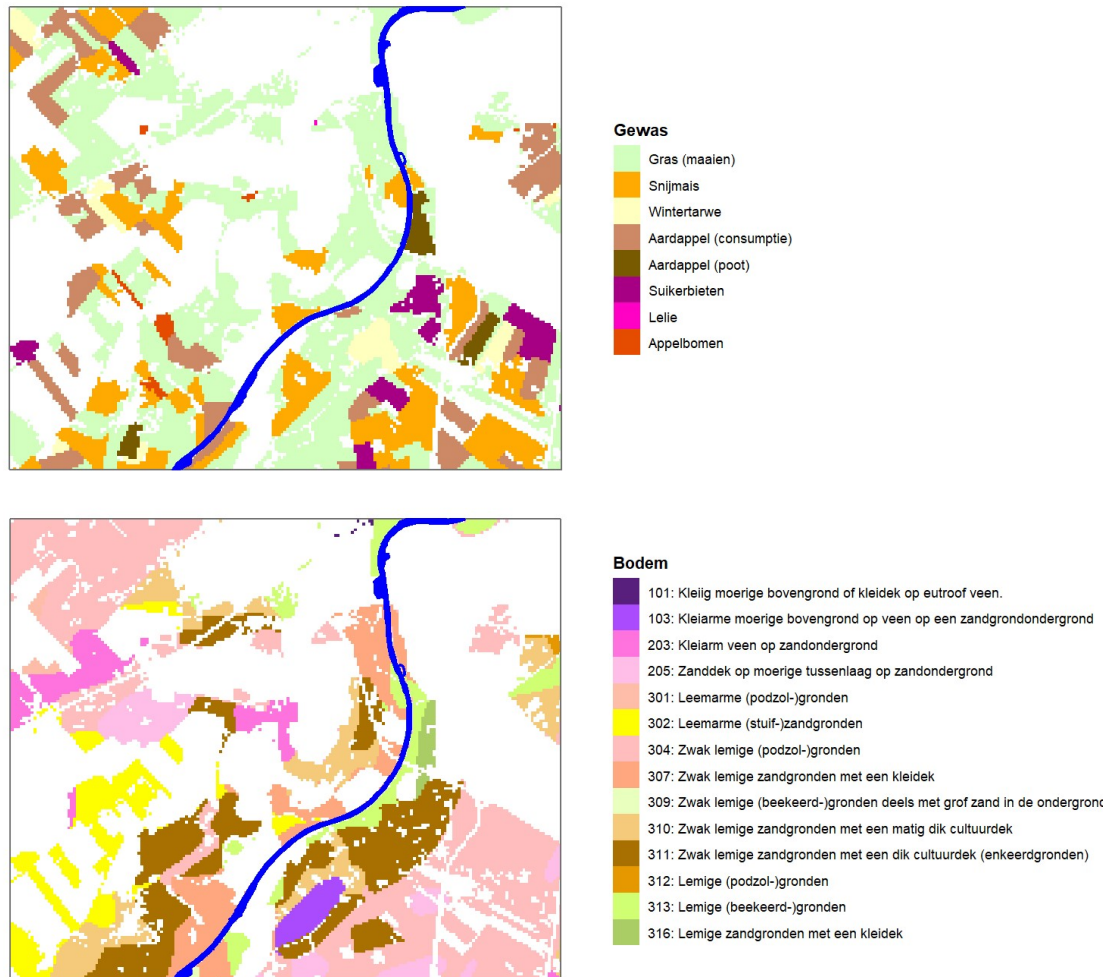 Gewas
Gras (maaien)
Snijmais
Wintertarwe
Aardappel (consumptie)
Aardappel (poot)
Suikerbieten
Lelie
Appelbomen
Bodem
101: Kleiig moerige bovengrond of kleidek op eutroof veen.
103: Kleiarme moerige bovengrond op veen op een zandgrondondergrond
203: Kleiarm veen op zandondergrond
205: Zanddek op moerige tussenlaag op zandondergrond
301: Leemarme (podzol-)gronden
302: Leemarme (stuif-)zandgronden
304: Zwak lemige (podzol-)gronden
307: Zwak lemige zandgronden met een kleidek
309: Zwak lemige (beekeerd-)gronden deels met grof zand in de ondergrond
310: Zwak lemige zandgronden met een matig dik cultuurdek
311: Zwak lemige zandgronden met een dik cultuurdek (enkeerdgronden)
312: Lemige (podzol-)gronden
313: Lemige (beekeerd-)gronden
316: Lemige zandgronden met een kleidek